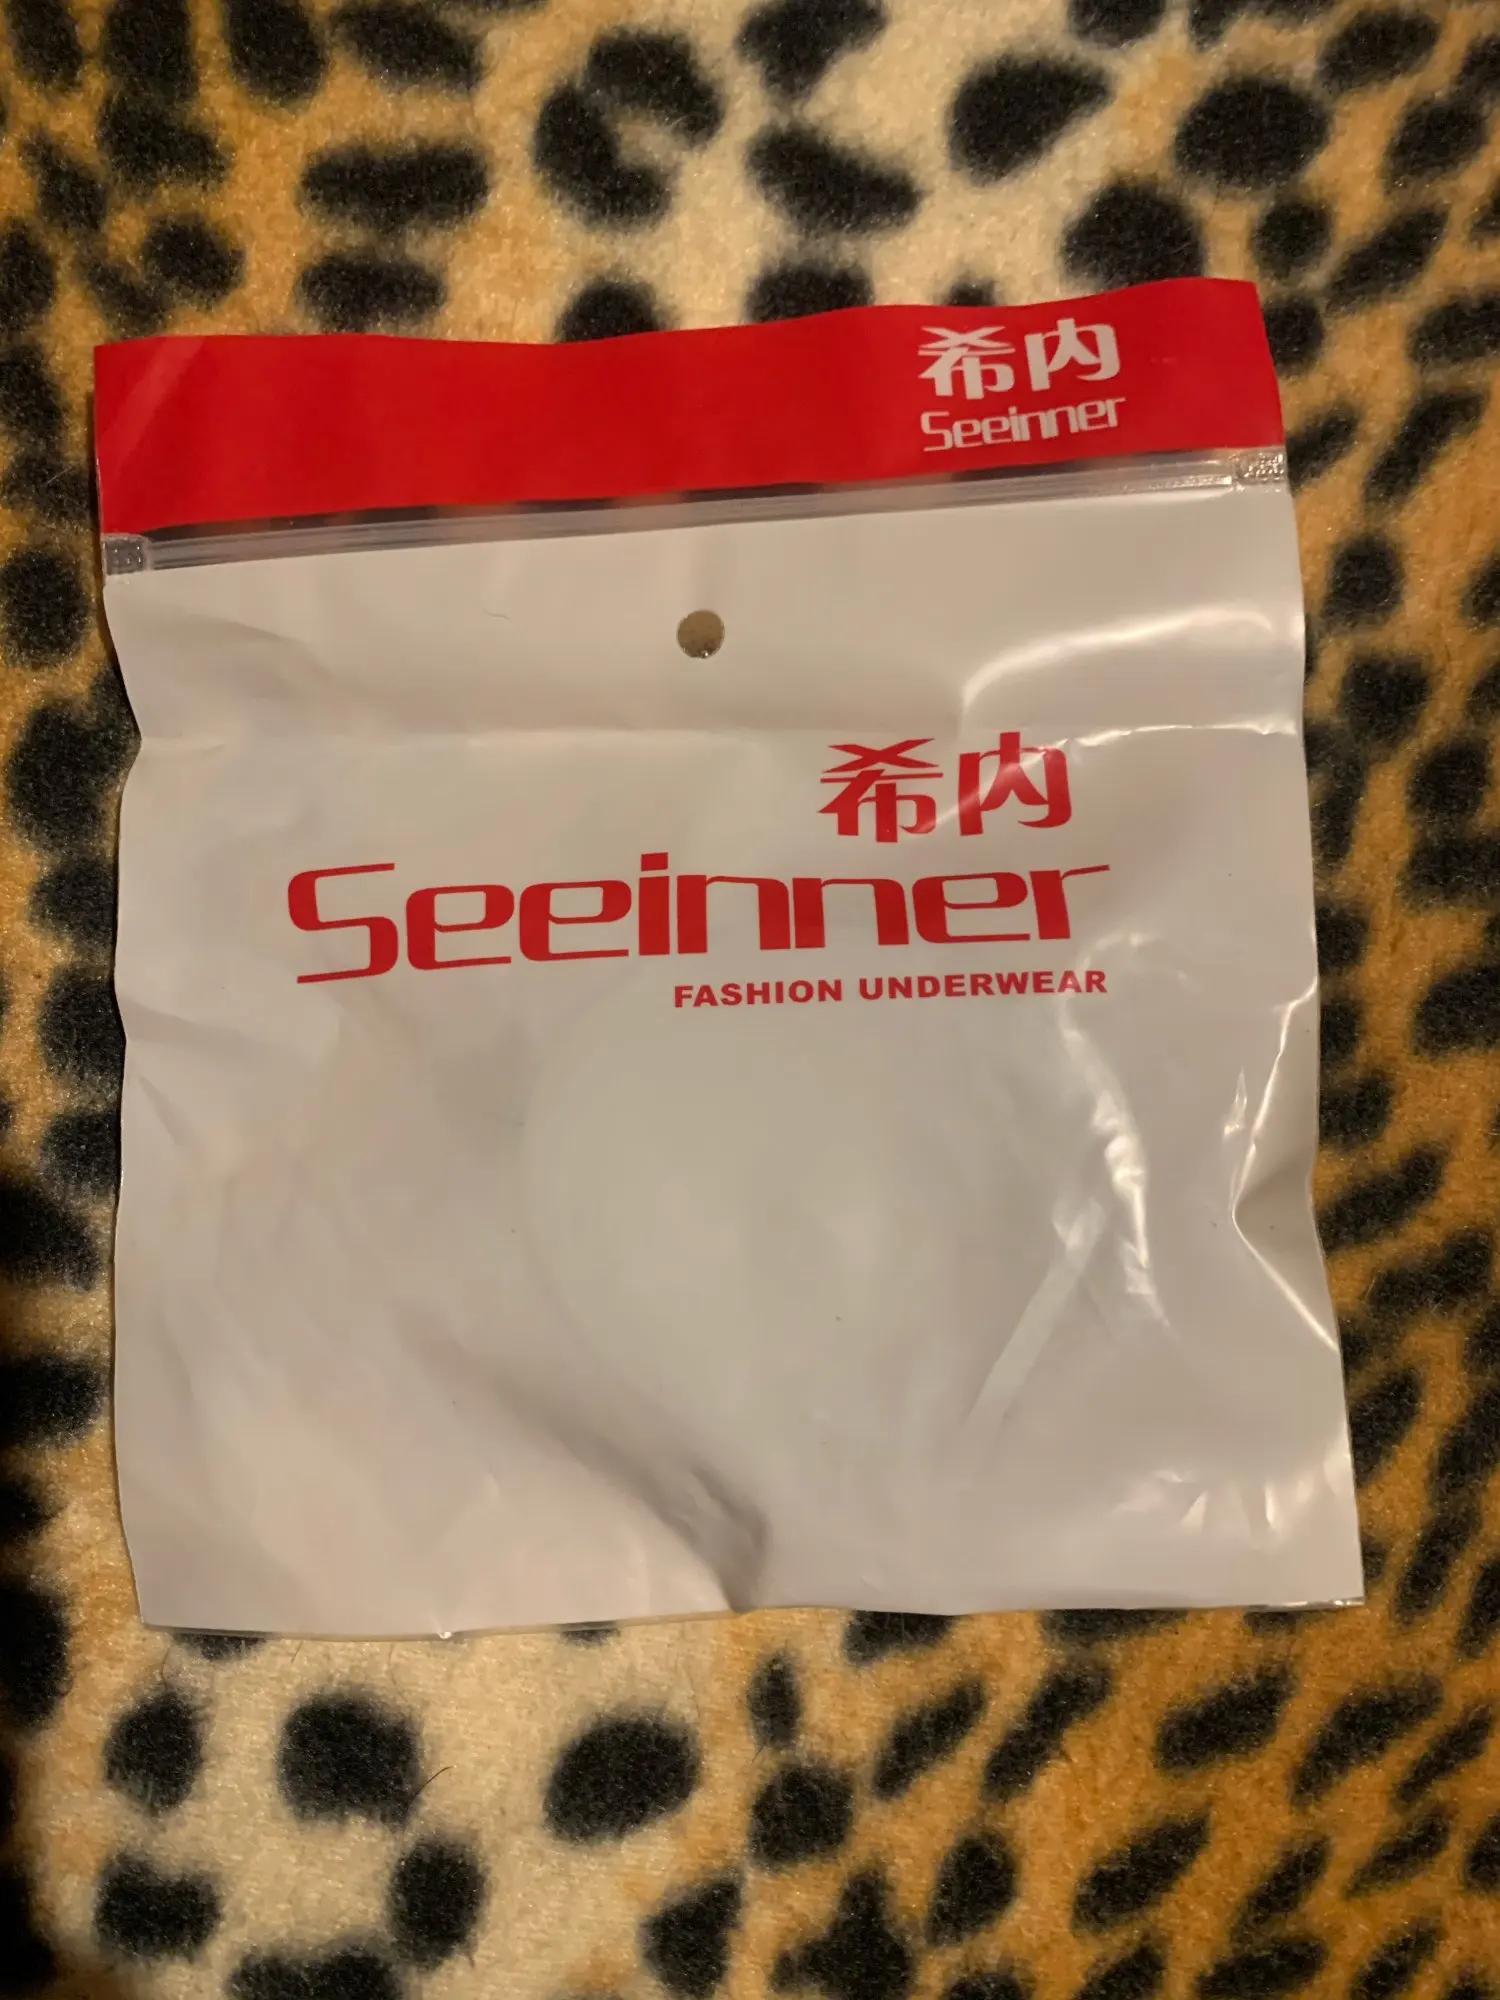 希内
Seeinner
希内
Seeinner
FASHION UNDERWEAR